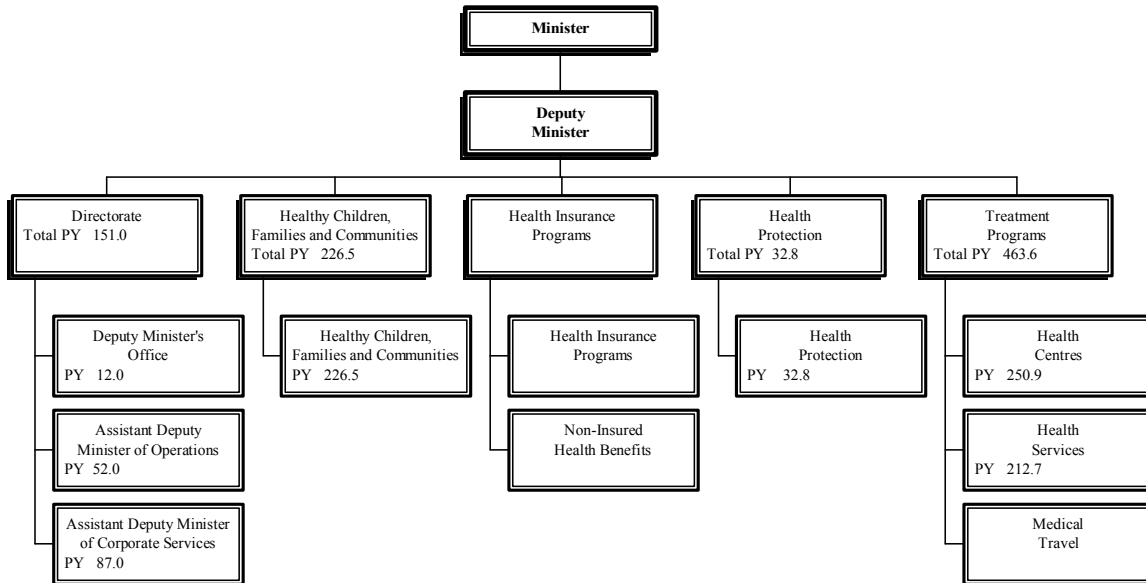 Minister
Deputy
Minister
Directorate
Total PY 151.0
Healthy Children,
Families and Communities
Total PY 226.5
Health Insurance
Programs
Health
Protection
Total PY 32.8
Treatment
Programs
Total PY 463.6
Deputy Minister's
Office
PY 12.0
Healthy Children,
Families and Communities
PY 226.5
Health Insurance
Programs
Health
Protection
PY 32.8
Health
Centres
PY 250.9
Assistant Deputy
Minister of Operations
PY 52.0
Non-Insured
Health Benefits
Health
Services
PY 212.7
Assistant Deputy Minister
of Corporate Services
PY 87.0
Medical
Travel